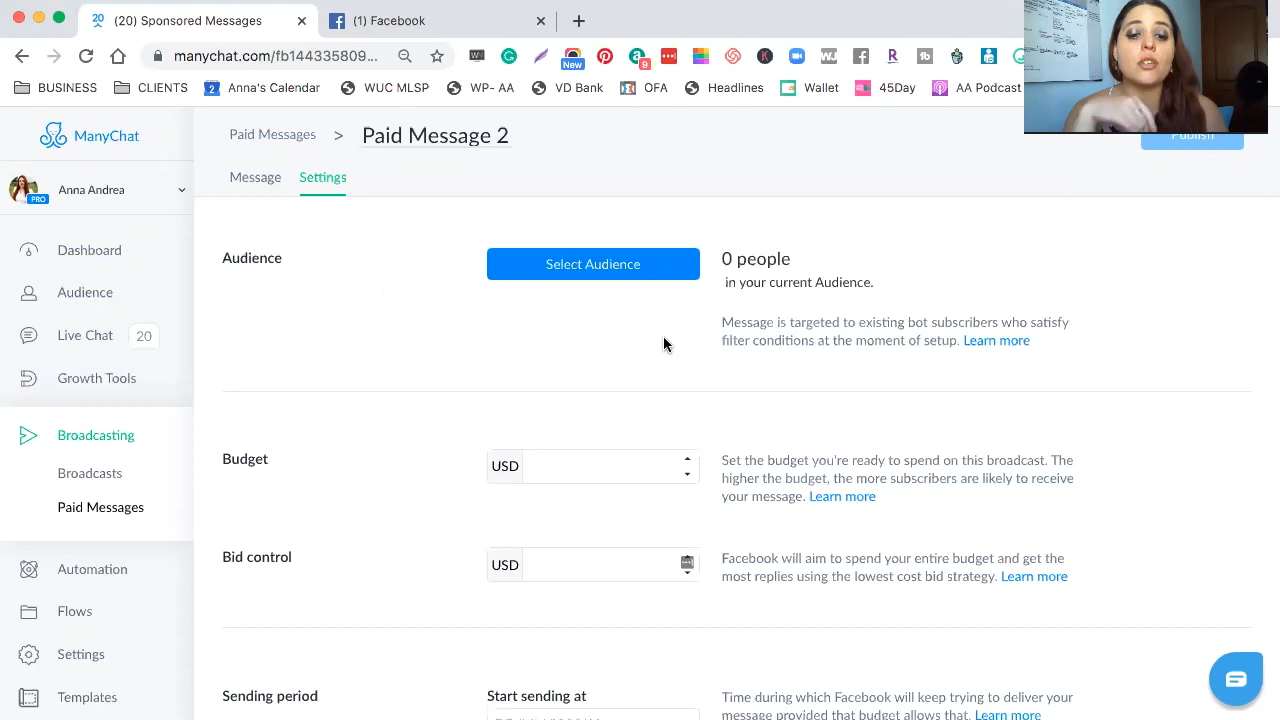 (20) Sponsored Messages
(1) Facebook
manychat.com/fb144335809...
New
9
BUSINESS
CLIENTS
2
Anna's Calendar
WUC MLSP
WP- AA
VD Bank
OFA
Headlines
Wallet
45Day
AA Podcast
ManyChat
Paid Messages > Paid Message 2
Publish
Message
Settings
Anna Andrea
PRO
Dashboard
Audience
Live Chat 20
Growth Tools
Broadcasting
Broadcasts
Paid Messages
Automation
Flows
Settings
Templates
Audience
Select Audience
0 people
in your current Audience.
Message is targeted to existing bot subscribers who satisfy
filter conditions at the moment of setup. Learn more
Budget
USD
Set the budget you're ready to spend on this broadcast. The
higher the budget, the more subscribers are likely to receive
your message. Learn more
Bid control
USD
Facebook will aim to spend your entire budget and get the
most replies using the lowest cost bid strategy. Learn more
Sending period
Start sending at
Time during which Facebook will keep trying to deliver your
message provided that budget allows that. Learn more